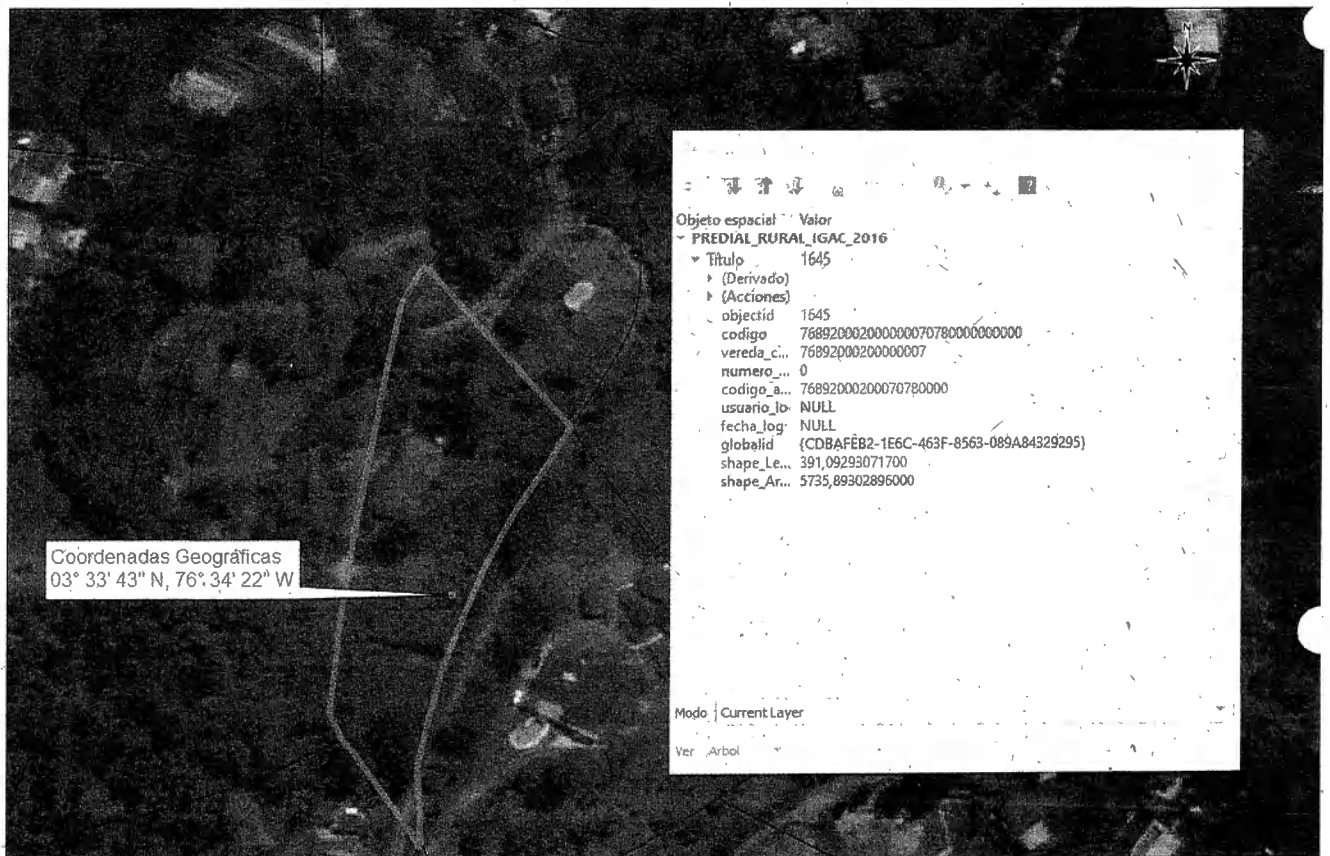 N
Objeto espacial Valor
PREDIAL_RURAL_IGAC_2016
Título 1645
(Derivado)
(Acciones)
objectid 1645
codigo 768920002000000070780000000000
vereda_c... 76892000200000007
numero_... 0
codigo_a... 76892000200070780000
usuario_lo NULL
fecha_log NULL
globalid {CDBAFEB2-1E6C-463F-8563-089A84329295}
shape_Le... 391,09293071700
shape_Ar... 5735,89302896000
Coordenadas Geográficas
03° 33' 43" N, 76° 34' 22" W
Modo Current Layer
Ver Arbol